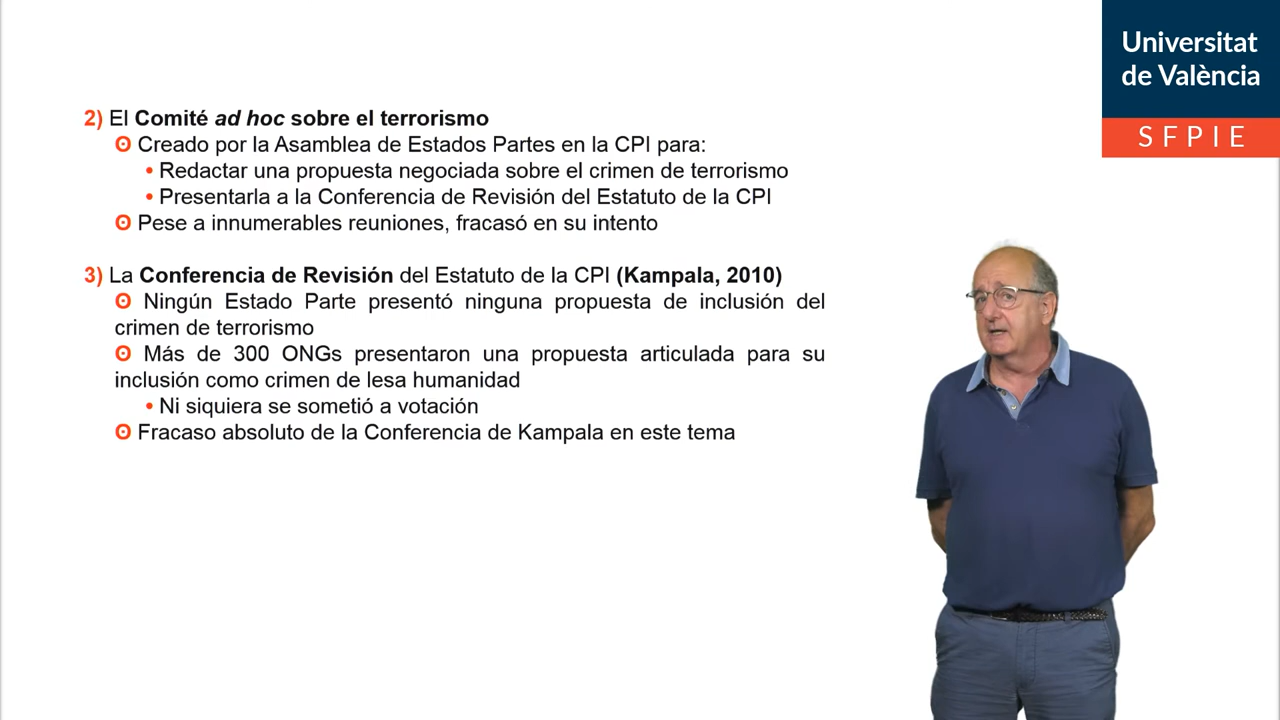 Universitat
de València
SFPIE
2) El Comité ad hoc sobre el terrorismo
ʘ Creado por la Asamblea de Estados Partes en la CPI para:
• Redactar una propuesta negociada sobre el crimen de terrorismo
• Presentarla a la Conferencia de Revisión del Estatuto de la CPI
ʘ Pese a innumerables reuniones, fracasó en su intento
3) La Conferencia de Revisión del Estatuto de la CPI (Kampala, 2010)
ʘ Ningún Estado Parte presentó ninguna propuesta de inclusión del
crimen de terrorismo
ʘ Más de 300 ONGs presentaron una propuesta articulada para su
inclusión como crimen de lesa humanidad
• Ni siquiera se sometió a votación
ʘ Fracaso absoluto de la Conferencia de Kampala en este tema